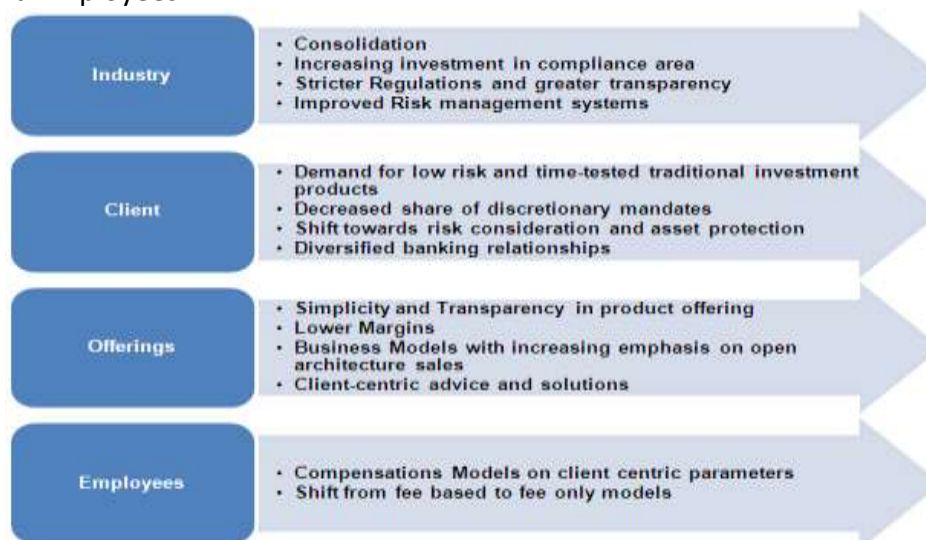 Industry
• Consolidation
• Increasing investment in compliance area
• Stricter Regulations and greater transparency
• Improved Risk management systems
Client
• Demand for low risk and time-tested traditional investment
products
• Decreased share of discretionary mandates
• Shift towards risk consideration and asset protection
• Diversified banking relationships
Offerings
• Simplicity and Transparency in product offering
• Lower Margins
• Business Models with increasing emphasis on open
architecture sales
• Client-centric advice and solutions
Employees
• Compensations Models on client centric parameters
• Shift from fee based to fee only models